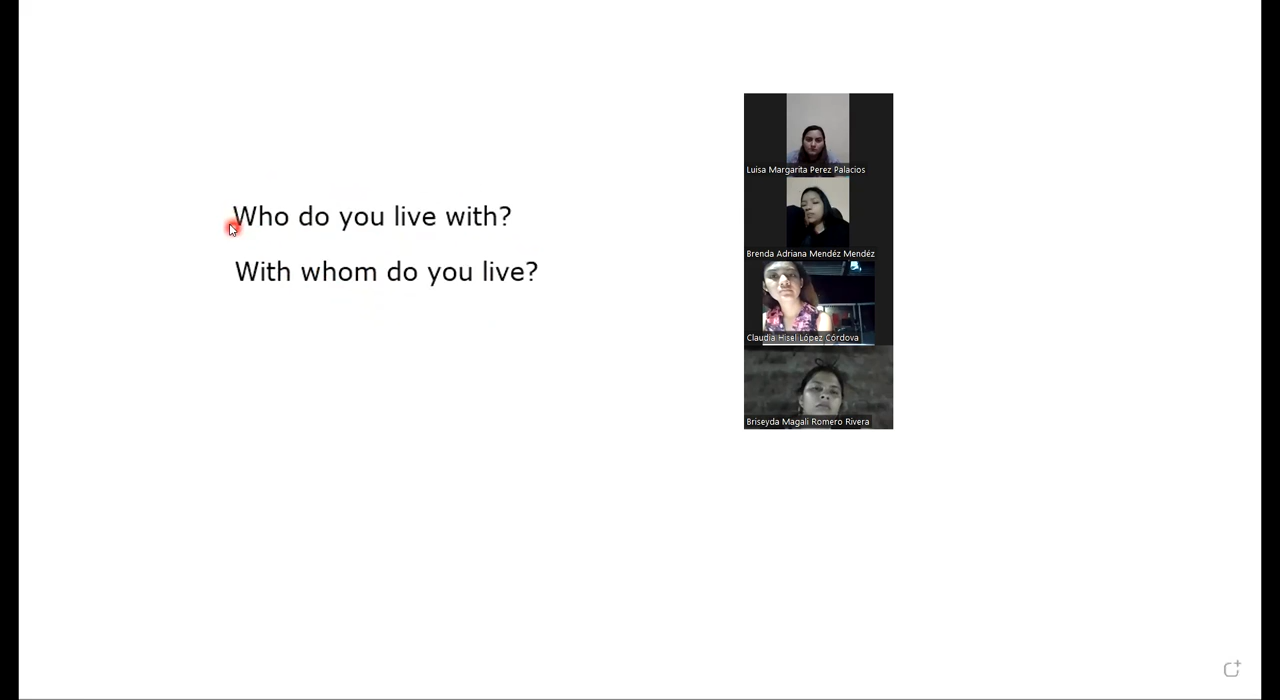 Who do you live with?
With whom do you live?
Luisa Margarita Perez Palacios
Brenda Adriana Mendéz Mendéz
Claudia Hisel López Córdova
Briseyda Magali Romero Rivera